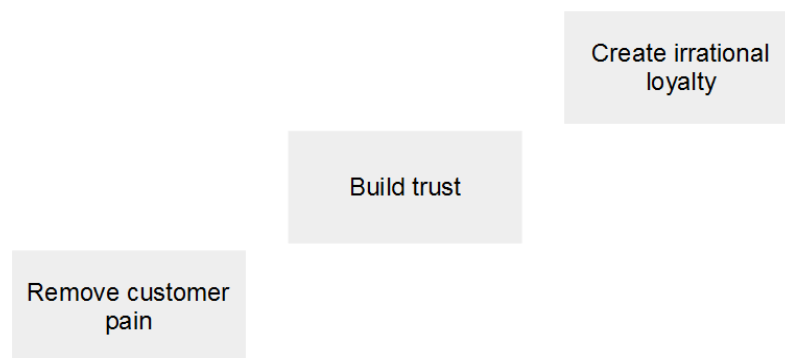 Create irrational
loyalty
Build trust
Remove customer
pain